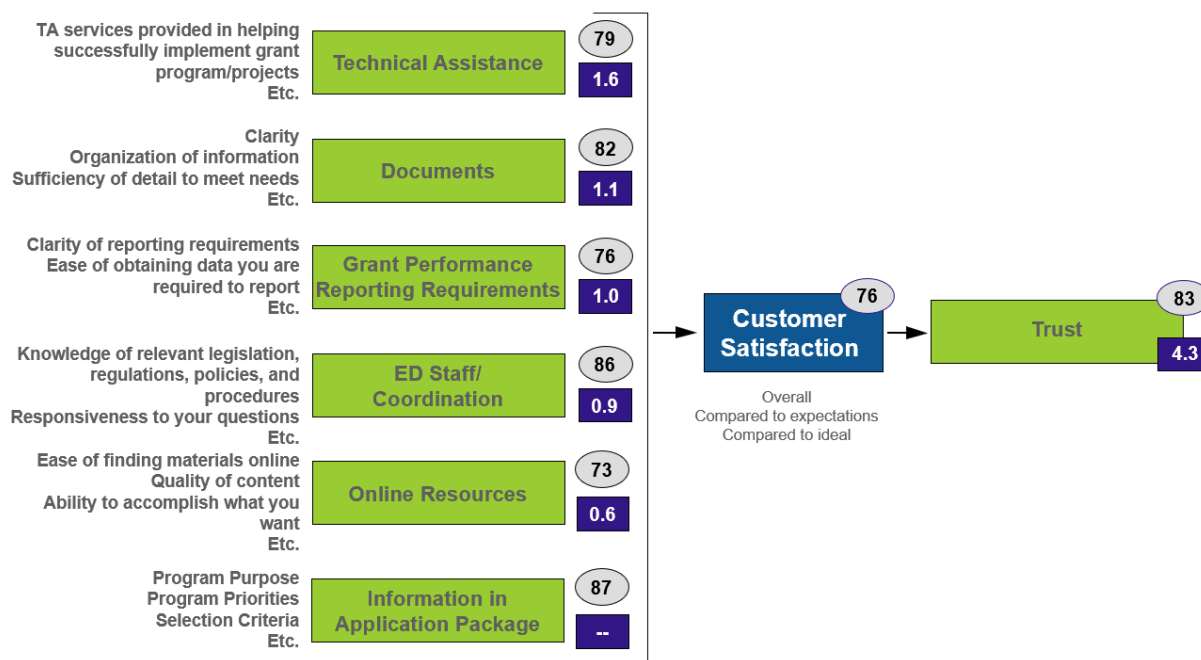 TA services provided in helping
successfully implement grant
program/projects
Etc.
Technical Assistance
79
1.6
Clarity
Organization of information
Sufficiency of detail to meet needs
Etc.
Documents
82
1.1
Clarity of reporting requirements
Ease of obtaining data you are
required to report
Etc.
Grant Performance
Reporting Requirements
76
1.0
Knowledge of relevant legislation,
regulations, policies, and
procedures
Responsiveness to your questions
Etc.
ED Staff/
Coordination
86
0.9
Ease of finding materials online
Quality of content
Ability to accomplish what you
want
Etc.
Online Resources
73
0.6
Program Purpose
Program Priorities
Selection Criteria
Etc.
Information in
Application Package
87
--
Customer
Satisfaction
76
Overall
Compared to expectations
Compared to ideal
Trust
83
4.3